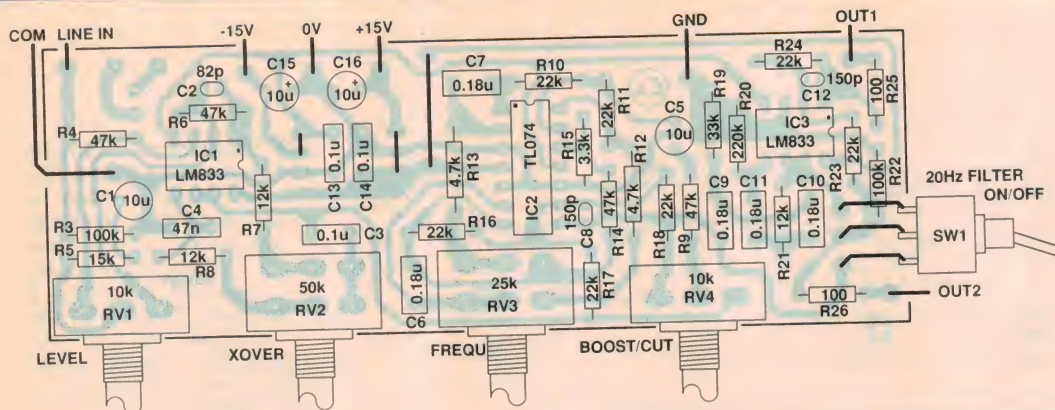 COM LINE IN
-15V
0V
+15V
GND
OUT1
82p
C2
C15
10u
C16
10u
C7
0.18u
R10
22k
R24
22k
150p
C12
R25
100
R6
47k
R4
47k
IC1
LM833
C13
0.1u
C14
0.1u
R13
4.7k
TL074
IC2
R15
3.3k
R11
22k
R12
4.7k
C5
10u
R19
33k
R20
220k
IC3
LM833
R23
22k
R22
100k
20Hz FILTER
ON/OFF
C1
10u
R7
12k
C4
47n
R3
100k
R5
15k
12k
R8
0.1u
C3
R16
22k
150p
C8
R14
47k
R18
22k
R9
47k
C9
0.18u
C11
0.18u
R21
12k
C10
0.18u
SW1
10k
RV1
50k
RV2
0.18u
C6
25k
RV3
22k
R17
10k
RV4
100
R26
OUT2
LEVEL
XOVER
FREQU
BOOST/CUT